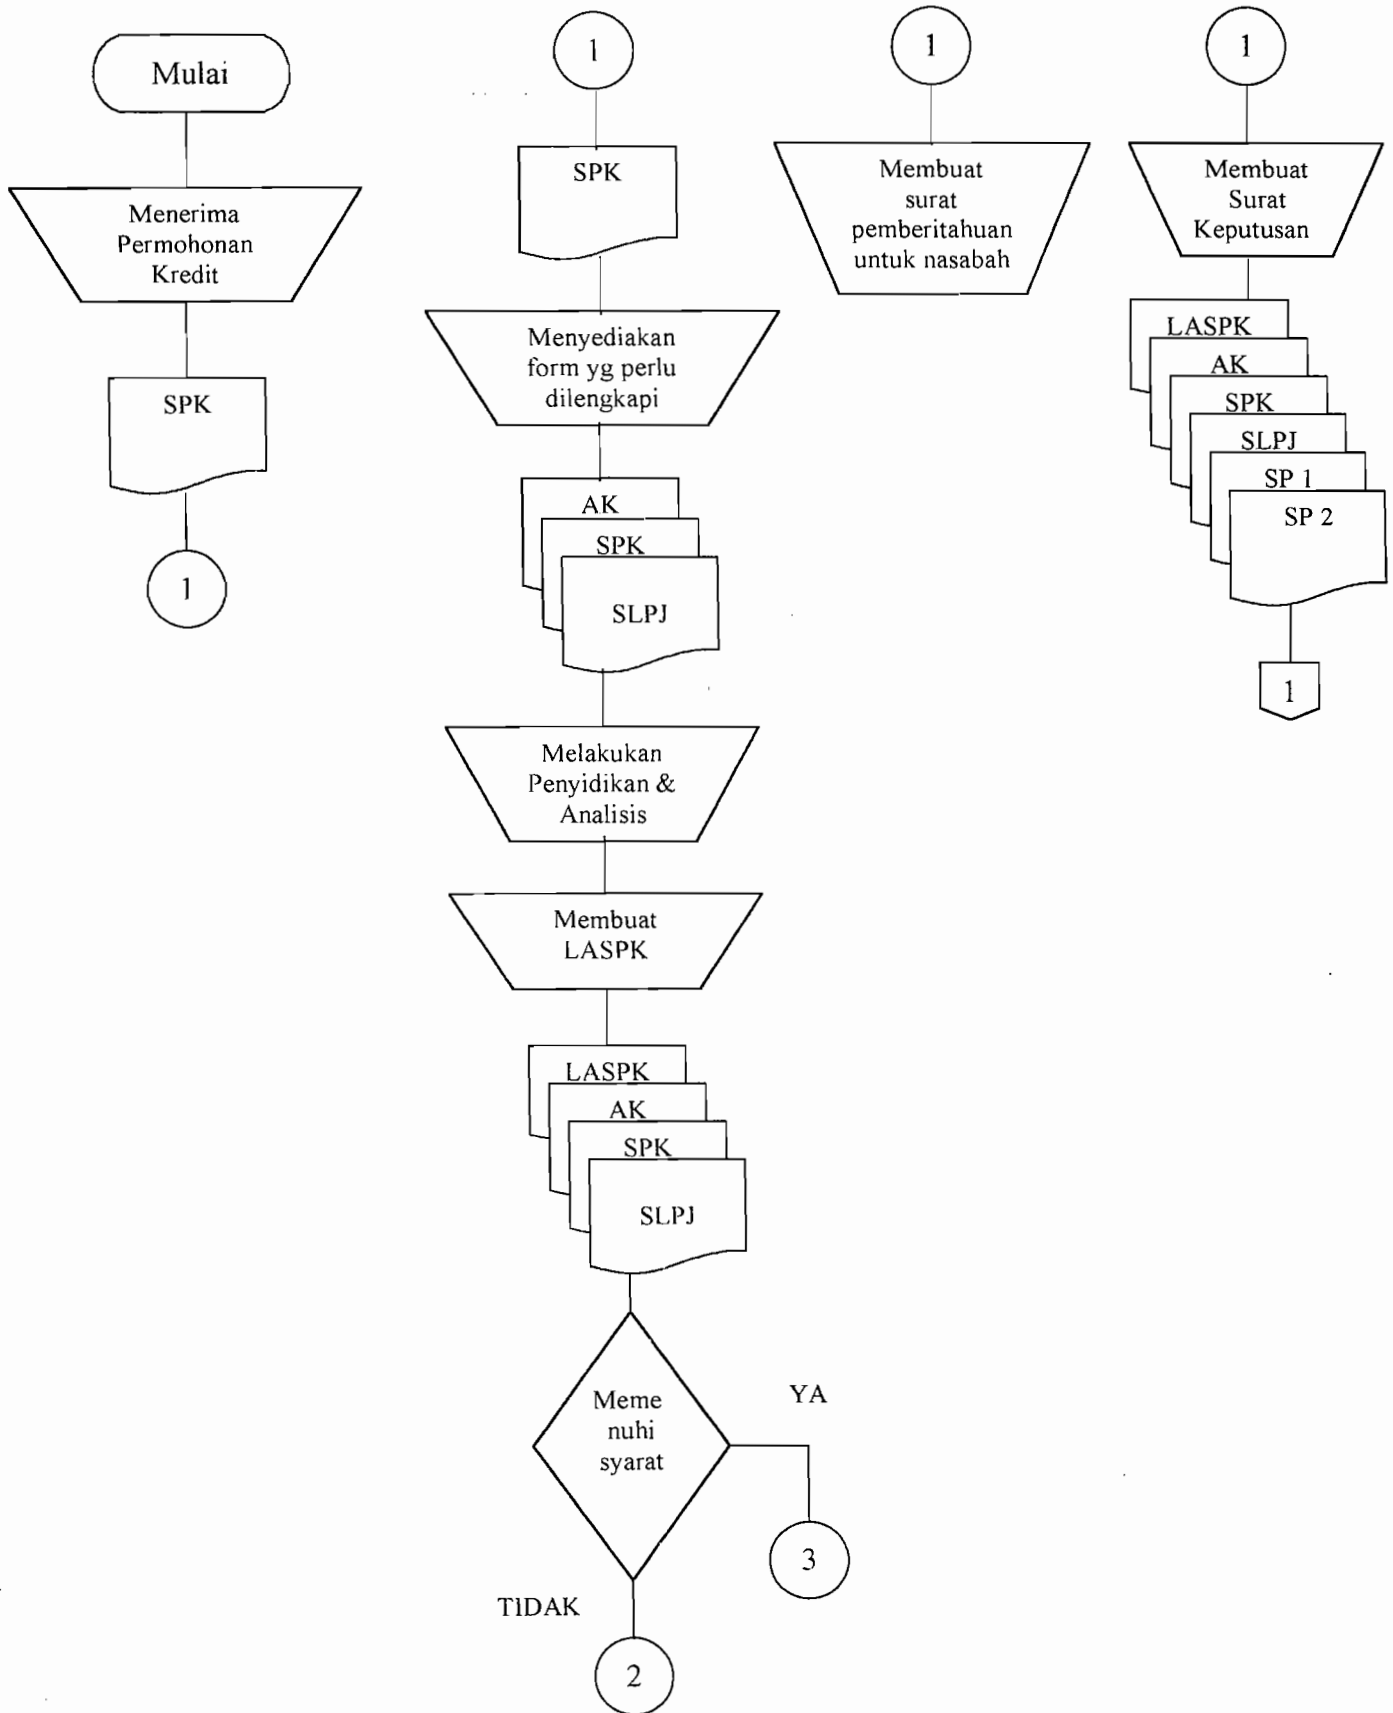 Mulai
Menerima
Permohonan
Kredit
SPK
1
1
SPK
Menyediakan
form yg perlu
dilengkapi
AK
SPK
SLPJ
Melakukan
Penyidikan &
Analisis
Membuat
LASPK
LASPK
AK
SPK
SLPJ
Meme
nuhi
syarat
YA
3
TIDAK
2
1
Membuat
surat
pemberitahuan
untuk nasabah
1
Membuat
Surat
Keputusan
LASPK
AK
SPK
SLPJ
SP 1
SP 2
1